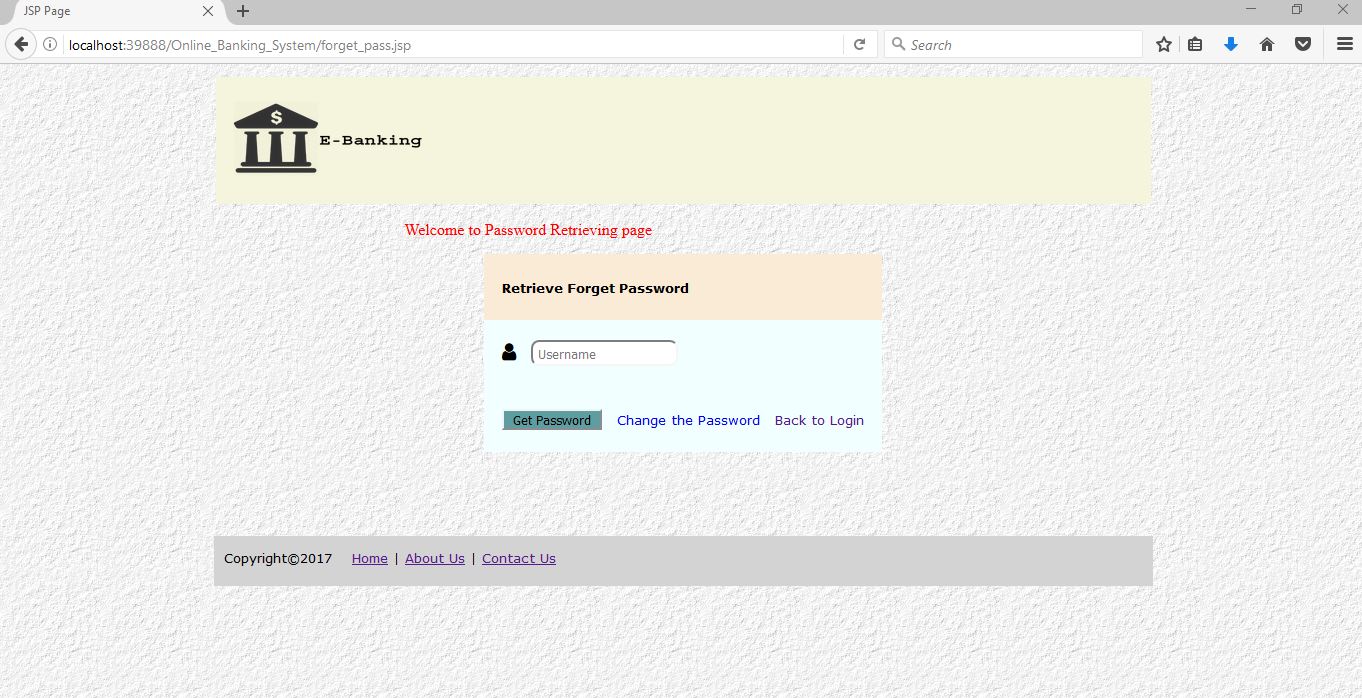 JSP Page
localhost:39888/Online_Banking_System/forget_pass.jsp
Search
$
E-Banking
Welcome to Password Retrieving page
Retrieve Forget Password
Username
Get Password Change the Password Back to Login
Copyright©2017 Home | About Us | Contact Us